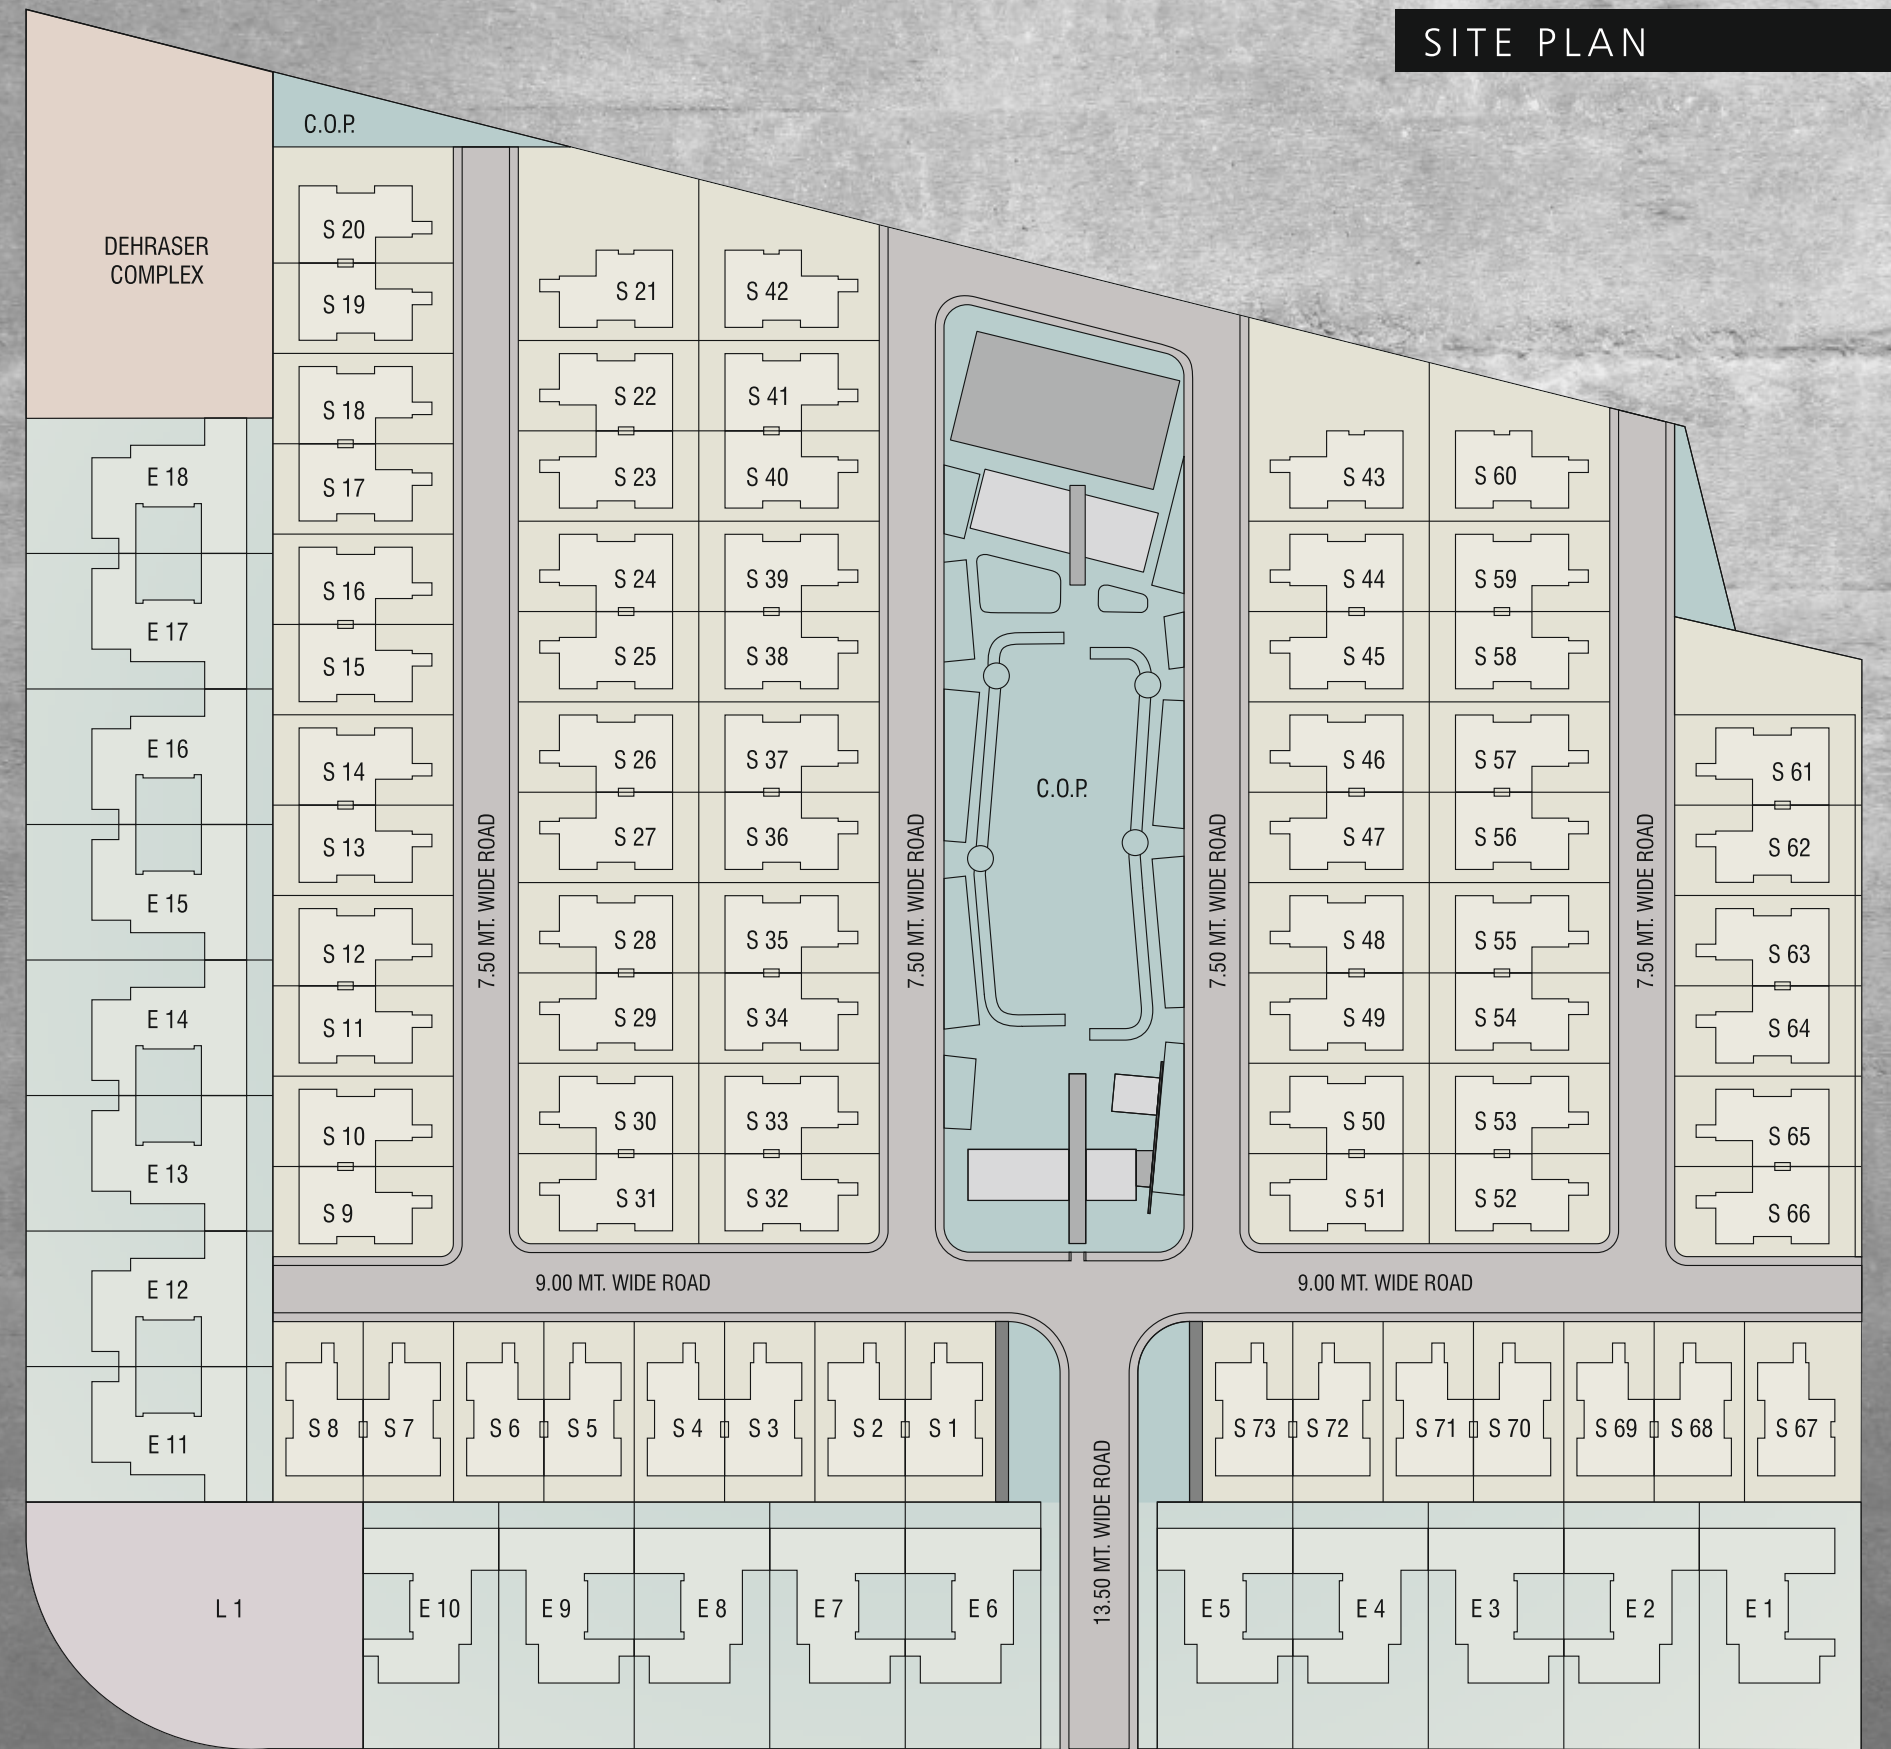 SITE PLAN
C.O.P.
DEHRASER
COMPLEX
S 20
S 19
S 21
S 42
S 18
S 22
S 41
S 17
S 23
S 40
S 43
S 60
E 18
E 17
S 16
S 24
S 39
S 44
S 59
S 15
S 25
S 38
S 45
S 58
E 16
E 15
S 14
S 26
S 37
C.O.P.
S 46
S 57
S 61
S 13
S 27
S 36
S 47
S 56
S 62
7.50 MT. WIDE ROAD
7.50 MT. WIDE ROAD
7.50 MT. WIDE ROAD
7.50 MT. WIDE ROAD
S 12
S 28
S 35
S 48
S 55
S 63
E 14
S 11
S 29
S 34
S 49
S 54
S 64
E 13
S 10
S 30
S 33
S 50
S 53
S 65
S 9
S 31
S 32
S 51
S 52
S 66
E 12
E 11
9.00 MT. WIDE ROAD
9.00 MT. WIDE ROAD
S 8
S 7
S 6
S 5
S 4
S 3
S 2
S 1
S 73
S 72
S 71
S 70
S 69
S 68
S 67
13.50 MT. WIDE ROAD
L 1
E 10
E 9
E 8
E 7
E 6
E 5
E 4
E 3
E 2
E 1